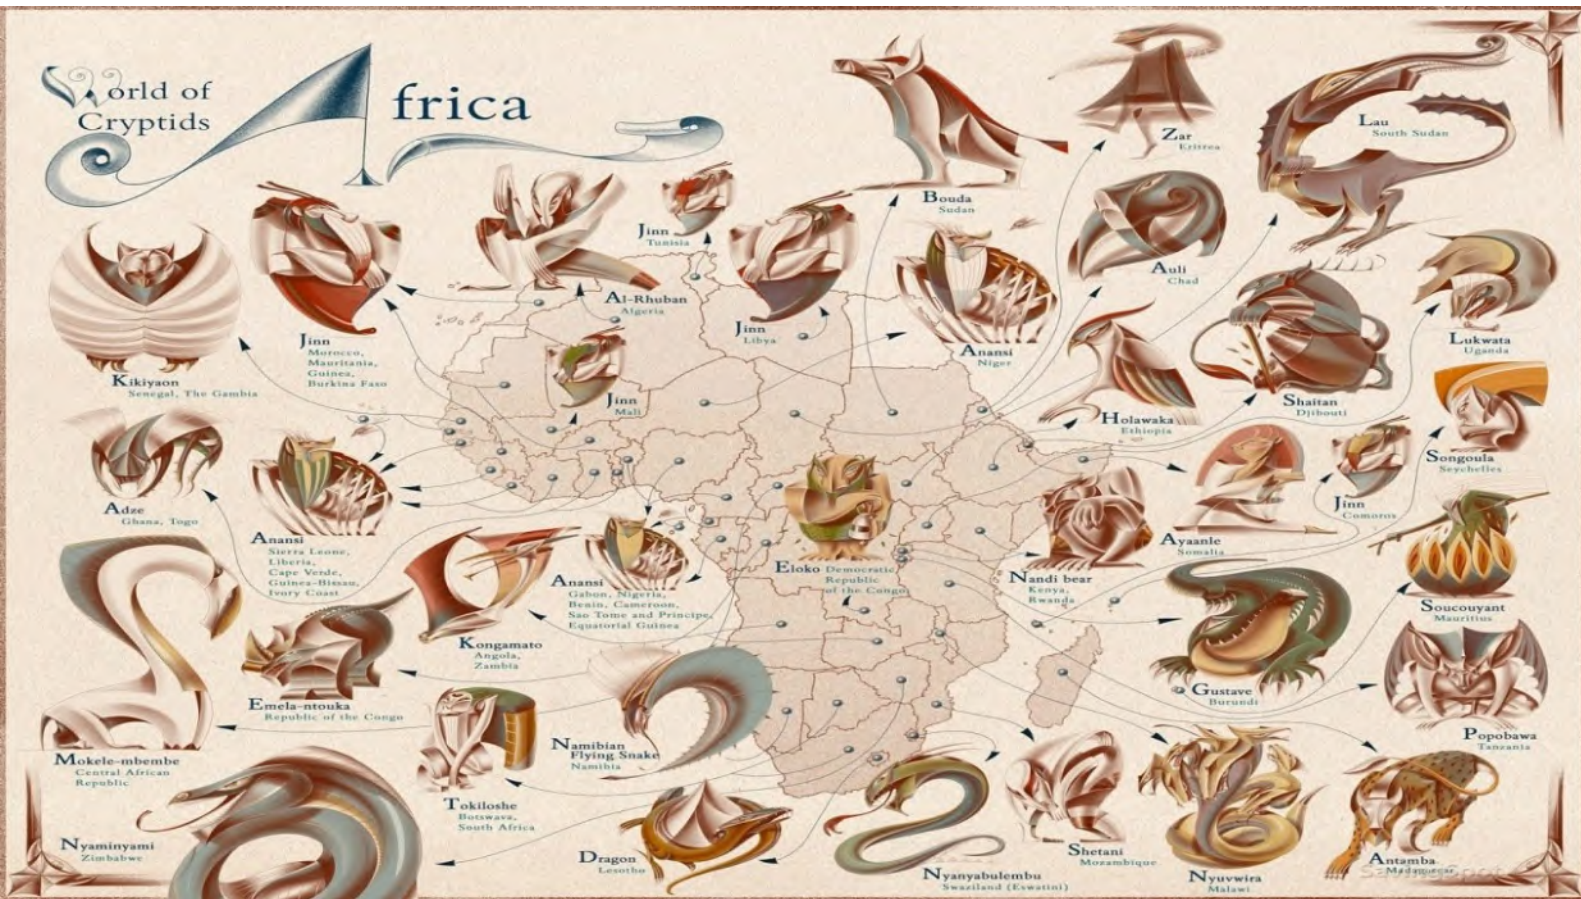 World of
Cryptids
Africa
Bouda
Sudan
Zar
Eritrea
Lau
South Sudan
Jinn
Tunisia
Auli
Chad
Al-Rhuban
Algeria
Jinn
Libya
Anansi
Niger
Lukwata
Uganda
Jinn
Morocco,
Mauritania,
Guinea,
Burkina Faso
Kikiyaon
Senegal, The Gambia
Jinn
Mali
Holawaka
Ethiopia
Shaitan
Djibouti
Songoula
Seychelles
Adze
Ghana, Togo
Jinn
Comoros
Anansi
Sierra Leone,
Liberia,
Cape Verde,
Guinea-Bissau,
Ivory Coast
Ayaanle
Somalia
Eloko Democratic
Republic
of the Congo
Nandi bear
Kenya,
Rwanda
Anansi
Gabon, Nigeria,
Benin, Cameroon,
Sao Tome and Principe,
Equatorial Guinea
Soucouyant
Mauritius
Kongamato
Angola,
Zambia
Emela-ntouka
Republic of the Congo
Gustave
Burundi
Popobawa
Tanzania
Mokele-mbembe
Central African
Republic
Namibian
Flying Snake
Namibia
Tokiloshe
Botswava,
South Africa
Nyaminyami
Zimbabwe
Dragon
Lesotho
Nyanyabulembu
Swaziland (Eswatini)
Shetani
Mozambique
Nyuvwira
Malawi
Antamba
Madagascar
SavingSpot